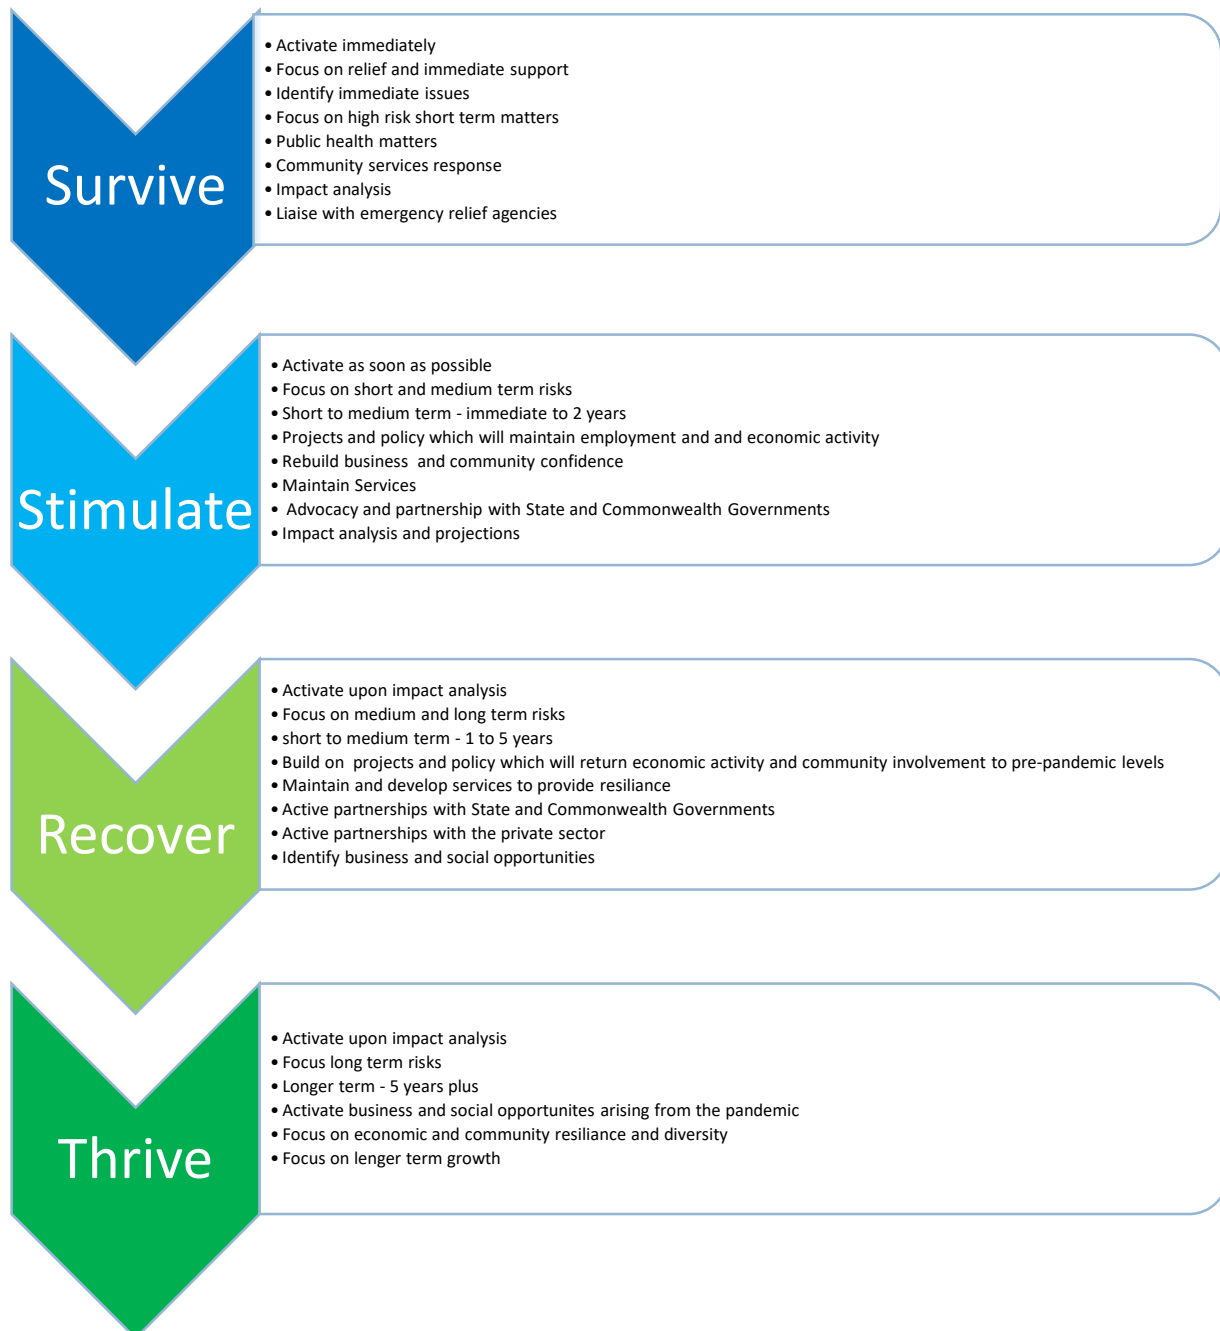 Survive
• Activate immediately
• Focus on relief and immediate support
• Identify immediate issues
• Focus on high risk short term matters
• Public health matters
• Community services response
• Impact analysis
• Liaise with emergency relief agencies
Stimulate
• Activate as soon as possible
• Focus on short and medium term risks
• Short to medium term - immediate to 2 years
• Projects and policy which will maintain employment and and economic activity
• Rebuild business  and community confidence
• Maintain Services
•  Advocacy and partnership with State and Commonwealth Governments
• Impact analysis and projections
Recover
• Activate upon impact analysis
• Focus on medium and long term risks
• short to medium term - 1 to 5 years
• Build on  projects and policy which will return economic activity and community involvement to pre-pandemic levels
• Maintain and develop services to provide resiliance
• Active partnerships with State and Commonwealth Governments
• Active partnerships with the private sector
• Identify business and social opportunities
Thrive
• Activate upon impact analysis
• Focus long term risks
• Longer term - 5 years plus
• Activate business and social opportunites arising from the pandemic
• Focus on economic and community resiliance and diversity
• Focus on lenger term growth